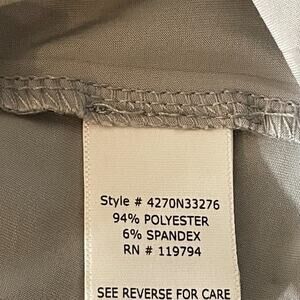 Style # 4270N33276
94% POLYESTER
6% SPANDEX
RN # 119794
SEE REVERSE FOR CARE